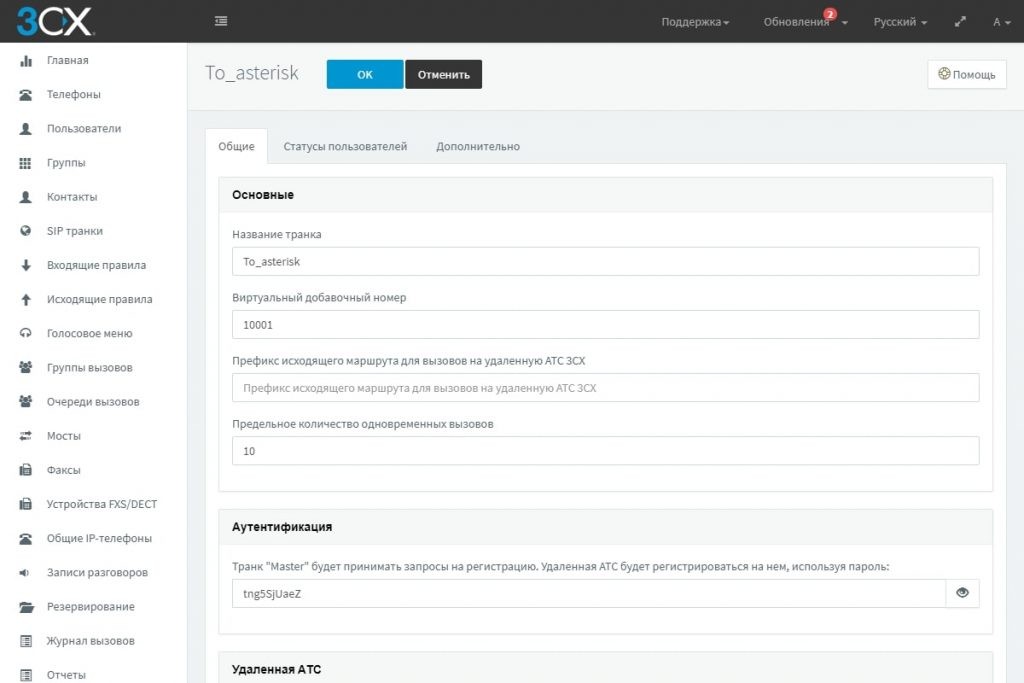 3CX
Поддержка
Обновления 2
Русский
A
Главная
Телефоны
Пользователи
Группы
Контакты
SIP транки
Входящие правила
Исходящие правила
Голосовое меню
Группы вызовов
Очереди вызовов
Мосты
Факсы
Устройства FXS/DECT
Общие IP-телефоны
Записи разговоров
Резервирование
Журнал вызовов
Отчеты
To_asterisk
OK
Отменить
Помощь
Общие
Статусы пользователей
Дополнительно
Основные
Название транка
To_asterisk
Виртуальный добавочный номер
10001
Префикс исходящего маршрута для вызовов на удаленную АТС 3CX
Префикс исходящего маршрута для вызовов на удаленную АТС 3CX
Предельное количество одновременных вызовов
10
Аутентификация
Транк "Master" будет принимать запросы на регистрацию. Удаленная АТС будет регистрироваться на нем, используя пароль:
tng5SjUaeZ
Удаленная АТС